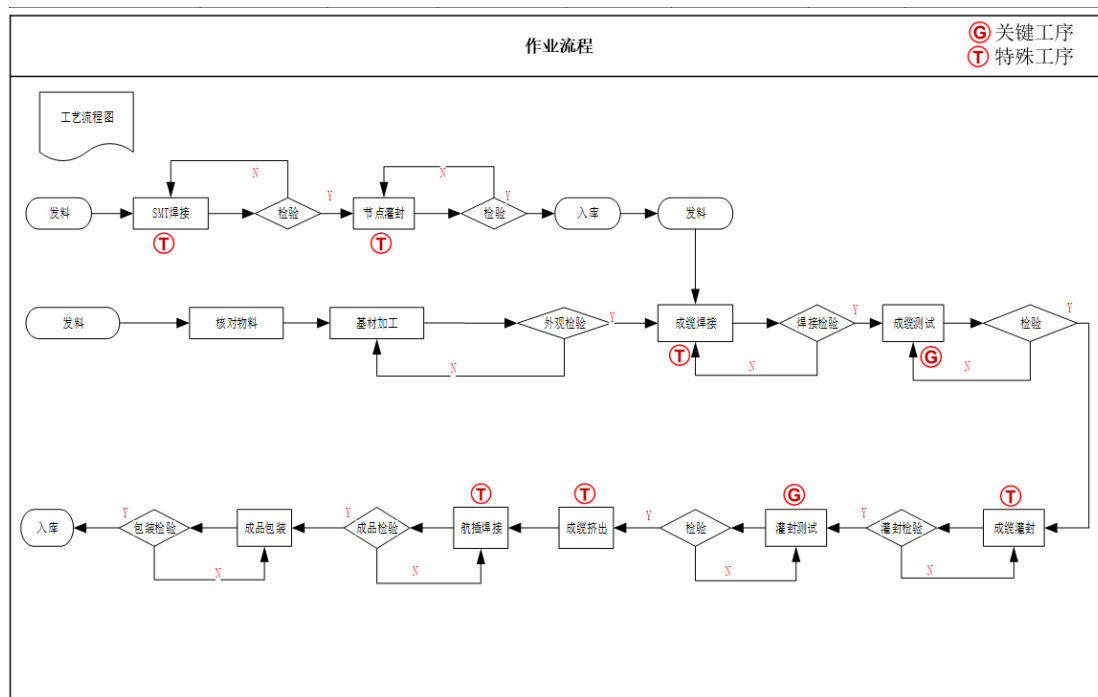 作业流程
G 关键工序
T 特殊工序
工艺流程图
N
N
Y
Y
发料
SMT焊接
检验
节点灌封
检验
入库
发料
T
T
发料
核对物料
基材加工
外观检验
Y
成缆焊接
焊接检验
Y
成缆测试
检验
Y
T
G
N
N
N
T
T
G
T
入库
Y
包装检验
成品包装
Y
成品检验
航插焊接
Y
成缆挤出
检验
灌封测试
Y
灌封检验
成缆灌封
N
N
N
N